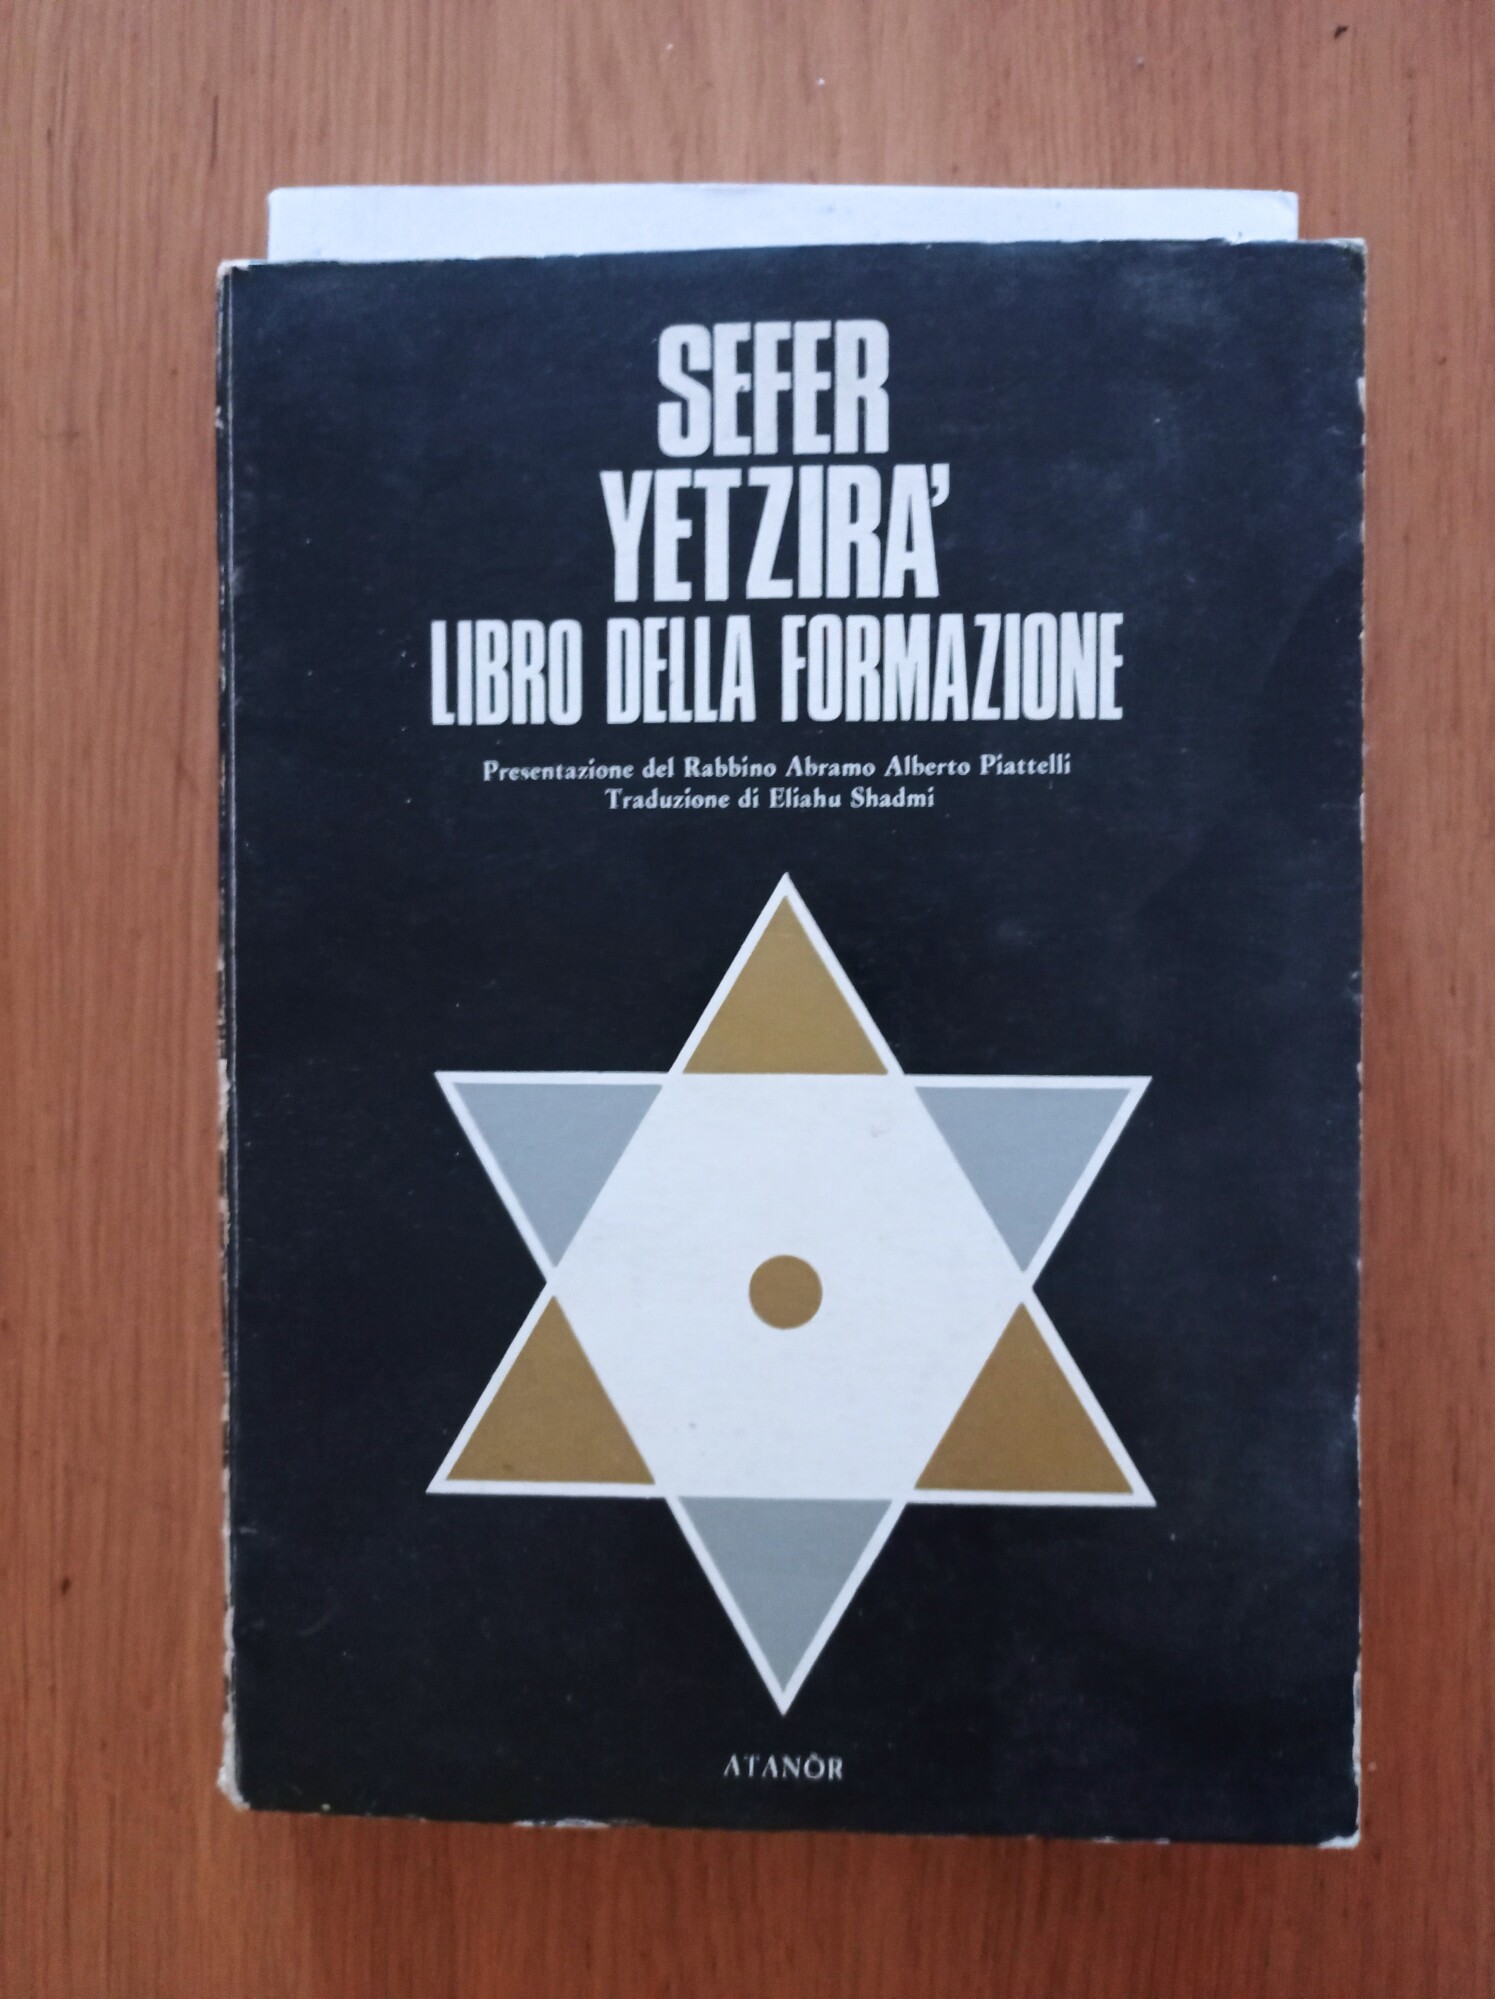 SEFER
YETZIRA'
LIBRO DELLA FORMAZIONE
Presentazione del Rabbino Abramo Alberto Piattelli
Traduzione di Eliahu Shadmi
ATANÒR